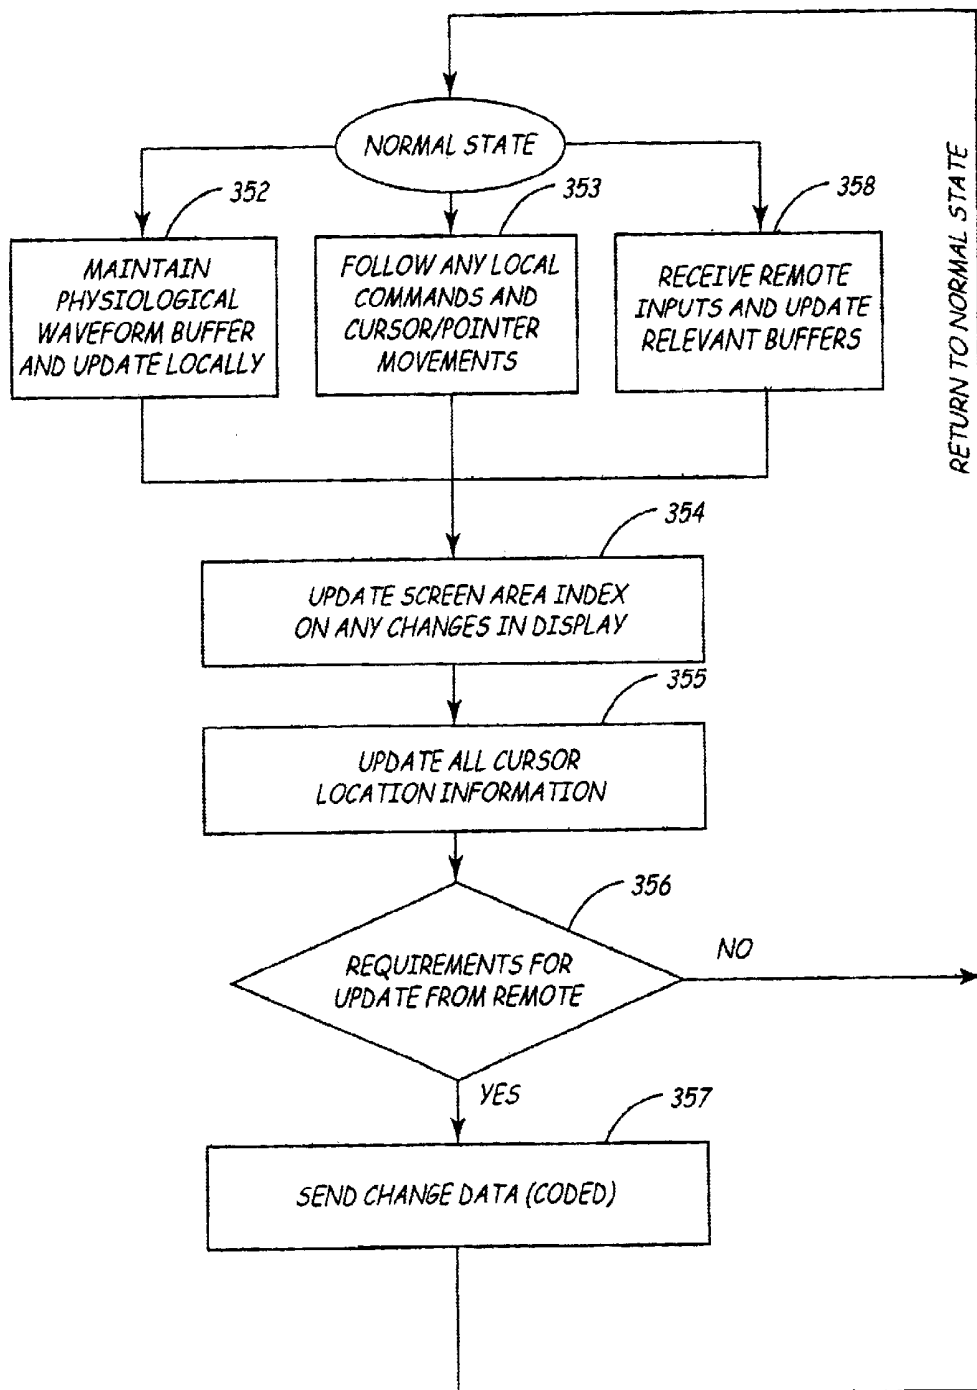 NORMAL STATE
352
353
358
MAINTAIN
PHYSIOLOGICAL
WAVEFORM BUFFER
AND UPDATE LOCALLY
FOLLOW ANY LOCAL
COMMANDS AND
CURSOR/POINTER
MOVEMENTS
RECEIVE REMOTE
INPUTS AND UPDATE
RELEVANT BUFFERS
RETURN TO NORMAL STATE
354
UPDATE SCREEN AREA INDEX
ON ANY CHANGES IN DISPLAY
355
UPDATE ALL CURSOR
LOCATION INFORMATION
356
REQUIREMENTS FOR
UPDATE FROM REMOTE
NO
YES
357
SEND CHANGE DATA (CODED)